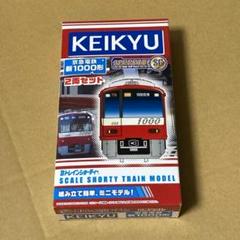 KEIKYU
京急電鉄
新1000形
2両セット
SP
1000
Bトレインショーティー
SCALE SHORTY TRAIN MODEL
組み立て簡単、ミニモデル!